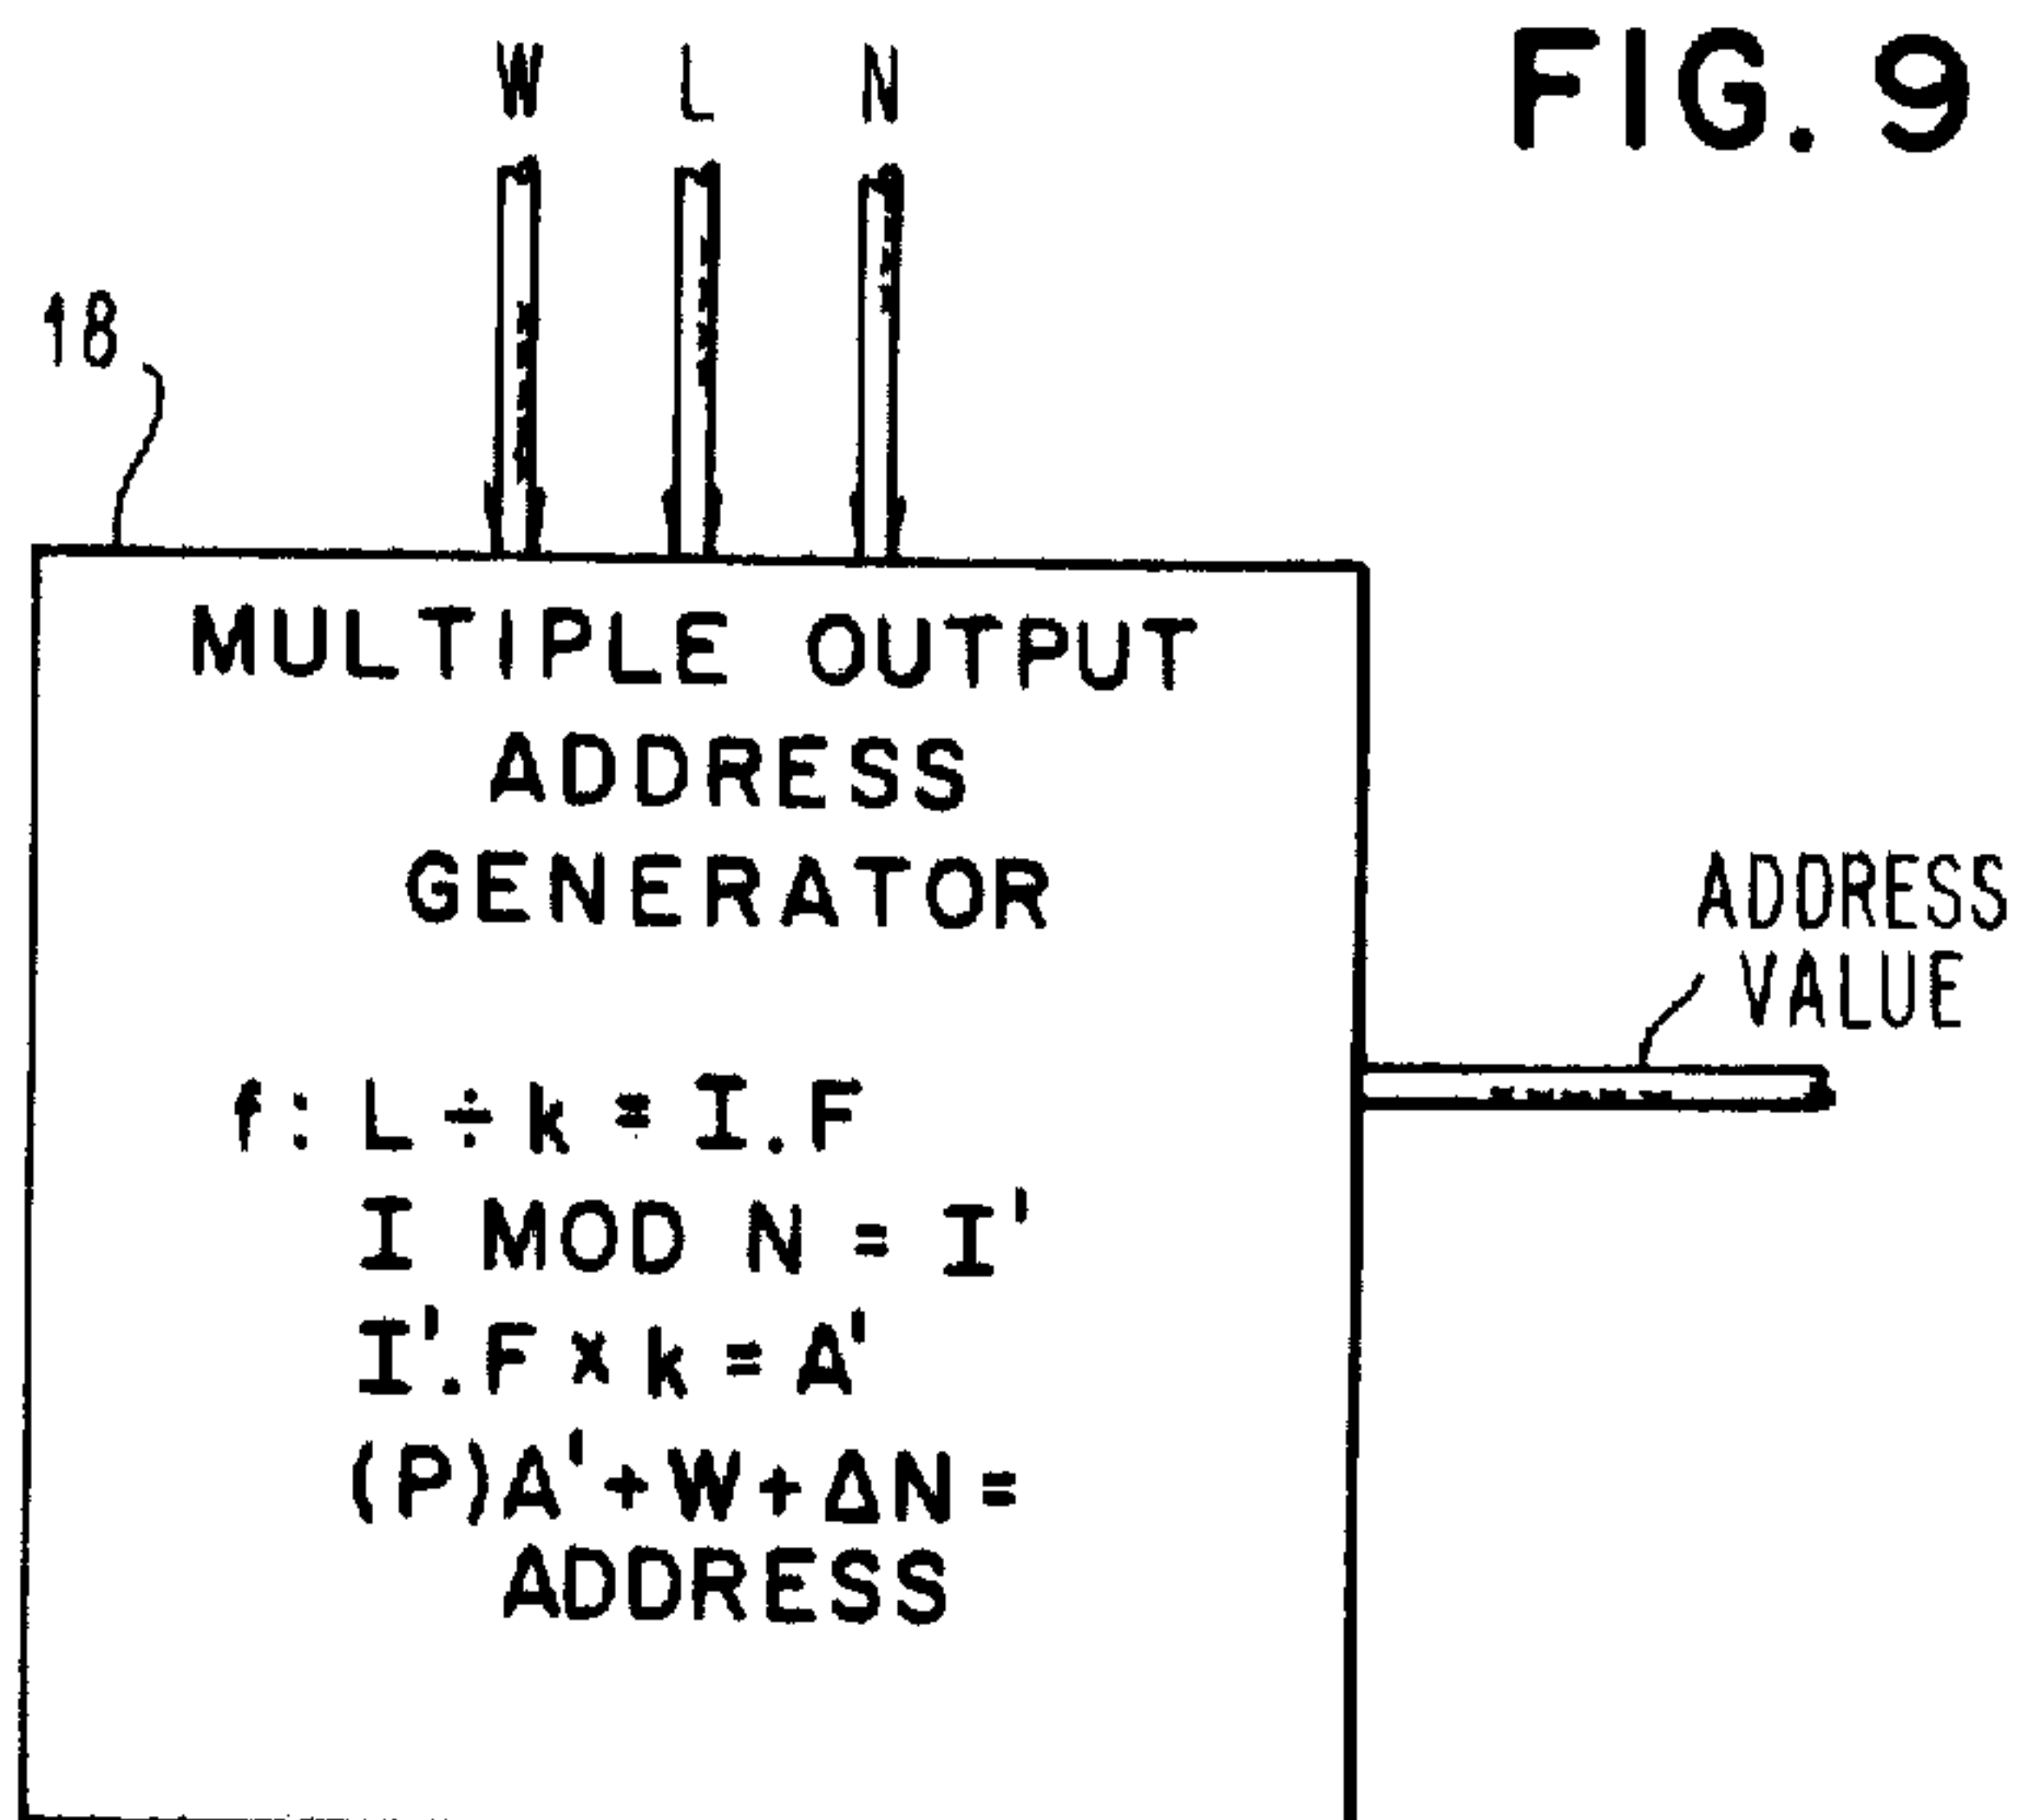 FIG. 9
W L N
18
MULTIPLE OUTPUT
ADDRESS
GENERATOR
ADDRESS
VALUE
f: L ÷ k = I.F
I MOD N = I'
I'.F x k = A'
(P)A' + W + ΔN =
ADDRESS